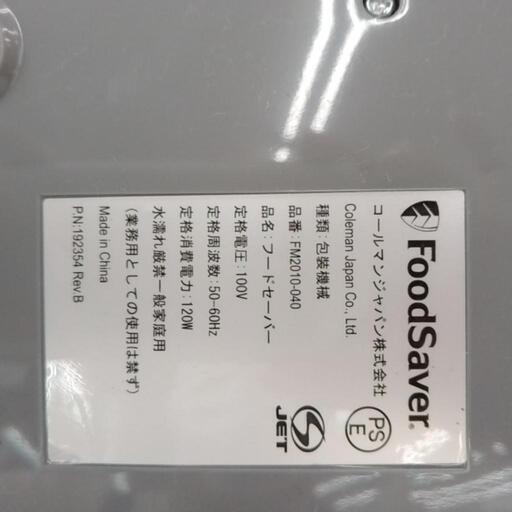 FoodSaver®
コールマンジャパン株式会社
Coleman Japan Co., Ltd.
種類：包装機械
品番：FM2010-040
品名：フードセーバー
定格電圧：100V
定格周波数：50-60Hz
定格消費電力：120W
水濡れ厳禁一般家庭用
(業務用としての使用は禁ず)
Made in China
P.N:192354 Rev.B
PS
E
JET